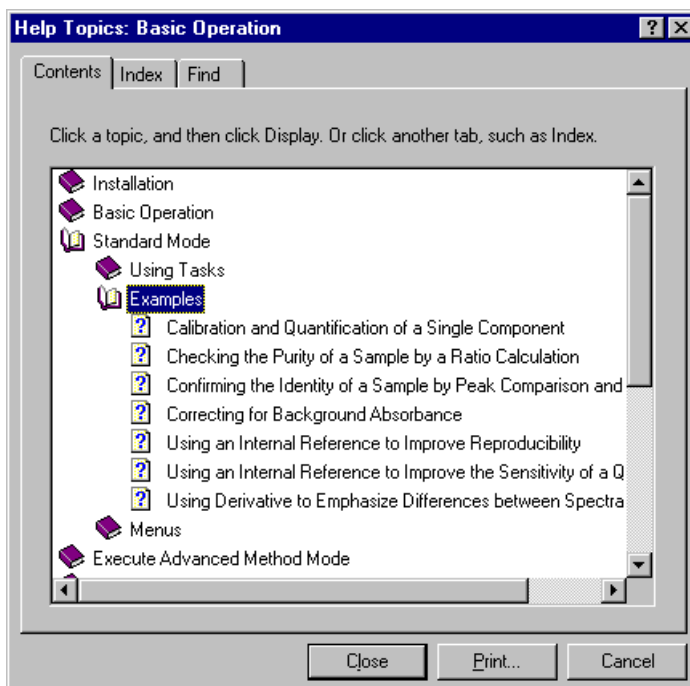 Help Topics: Basic Operation
Contents Index Find
Click a topic, and then click Display. Or click another tab, such as Index.
Installation
Basic Operation
Standard Mode
Using Tasks
Examples
Calibration and Quantification of a Single Component
Checking the Purity of a Sample by a Ratio Calculation
Confirming the Identity of a Sample by Peak Comparison and
Correcting for Background Absorbance
Using an Internal Reference to Improve Reproducibility
Using an Internal Reference to Improve the Sensitivity of a Q
Using Derivative to Emphasize Differences between Spectra
Menus
Execute Advanced Method Mode
Close Print... Cancel